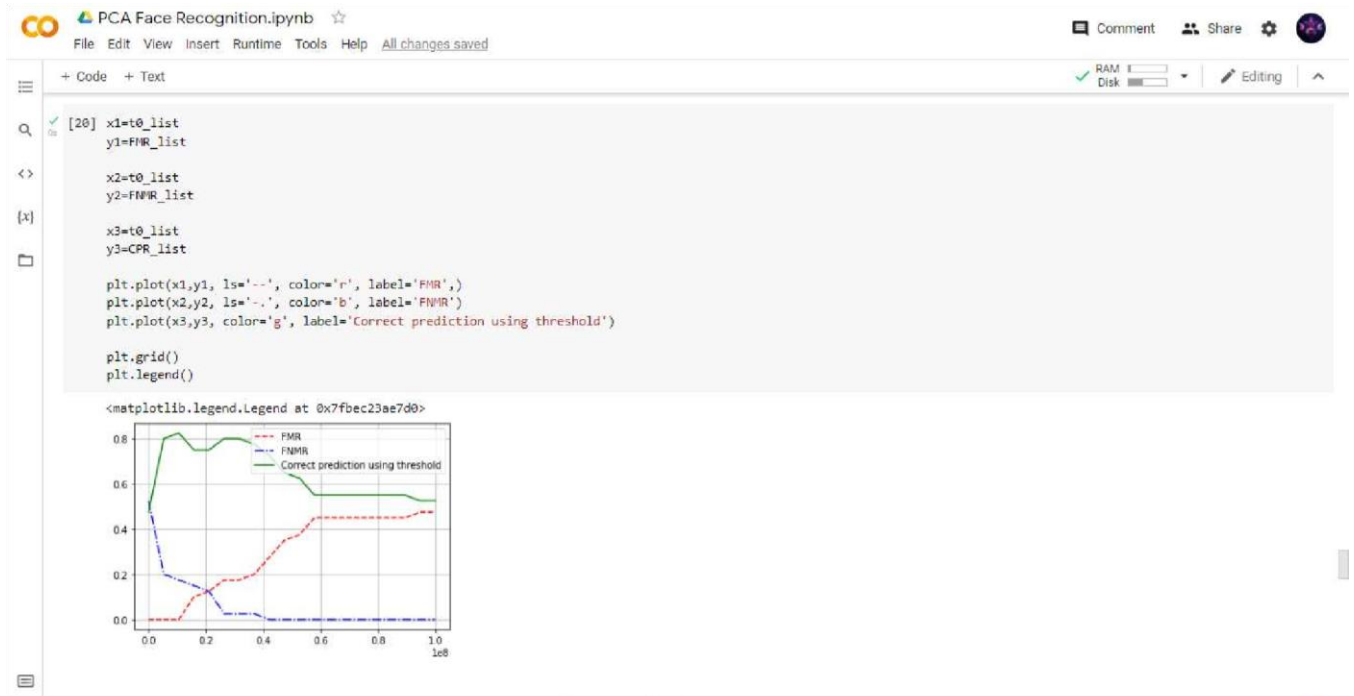 PCA Face Recognition.ipynb
Comment Share
File Edit View Insert Runtime Tools Help All changes saved
+ Code + Text
RAM
Disk
Editing
[20] x1=t0_list
y1=FMR_list
x2=t0_list
y2=FNMR_list
{x}
x3=t0_list
y3=CPR_list
plt.plot(x1,y1, ls='--', color='r', label='FMR',)
plt.plot(x2,y2, ls='-.', color='b', label='FNMR')
plt.plot(x3,y3, color='g', label='Correct prediction using threshold')
plt.grid()
plt.legend()
<matplotlib.legend.Legend at 0x7fbec23ae7d0>
FMR
FNMR
Correct prediction using threshold
0.8
0.6
0.4
0.2
0.0
0.0 0.2 0.4 0.6 0.8 1.0
1e8